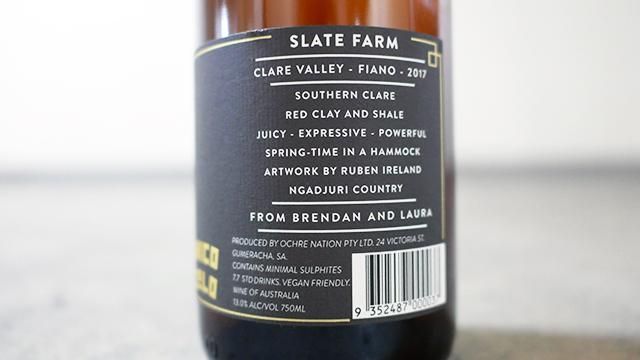 SLATE FARM
CLARE VALLEY - FIANO - 2017
SOUTHERN CLARE
RED CLAY AND SHALE
JUICY - EXPRESSIVE - POWERFUL
SPRING-TIME IN A HAMMOCK
ARTWORK BY RUBEN IRELAND
NGADJURI COUNTRY
FROM BRENDAN AND LAURA
PRODUCED BY OCHRE NATION PTY LTD. 24 VICTORIA ST.
GUMERACHA, SA.
CONTAINS MINIMAL SULPHITES
7.7 STD DRINKS. VEGAN FRIENDLY.
WINE OF AUSTRALIA
13.0% ALC/VOL 750ML